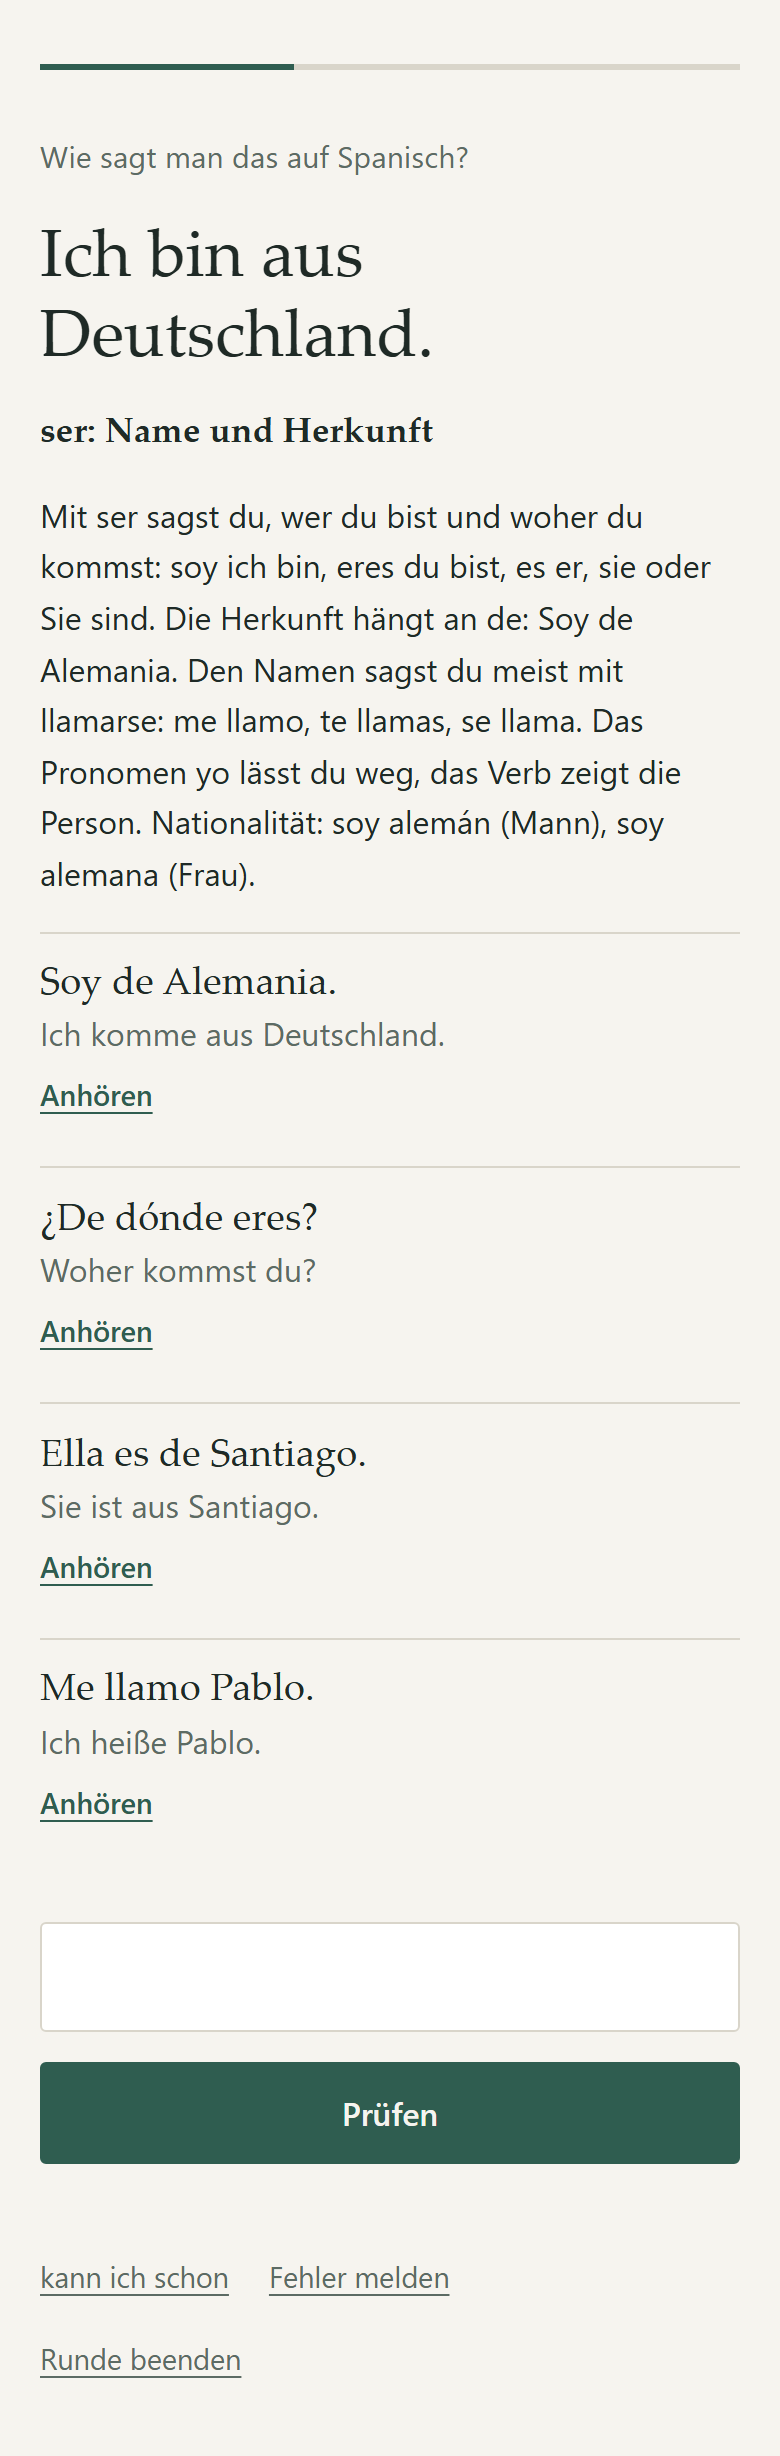 Wie sagt man das auf Spanisch?
Ich bin aus
Deutschland.
ser: Name und Herkunft
Mit ser sagst du, wer du bist und woher du
kommst: soy ich bin, eres du bist, es er, sie oder
Sie sind. Die Herkunft hängt an de: Soy de
Alemania. Den Namen sagst du meist mit
llamarse: me llamo, te llamas, se llama. Das
Pronomen yo lässt du weg, das Verb zeigt die
Person. Nationalität: soy alemán (Mann), soy
alemana (Frau).
Soy de Alemania.
Ich komme aus Deutschland.
Anhören
¿De dónde eres?
Woher kommst du?
Anhören
Ella es de Santiago.
Sie ist aus Santiago.
Anhören
Me llamo Pablo.
Ich heiße Pablo.
Anhören
Prüfen
kann ich schon Fehler melden
Runde beenden